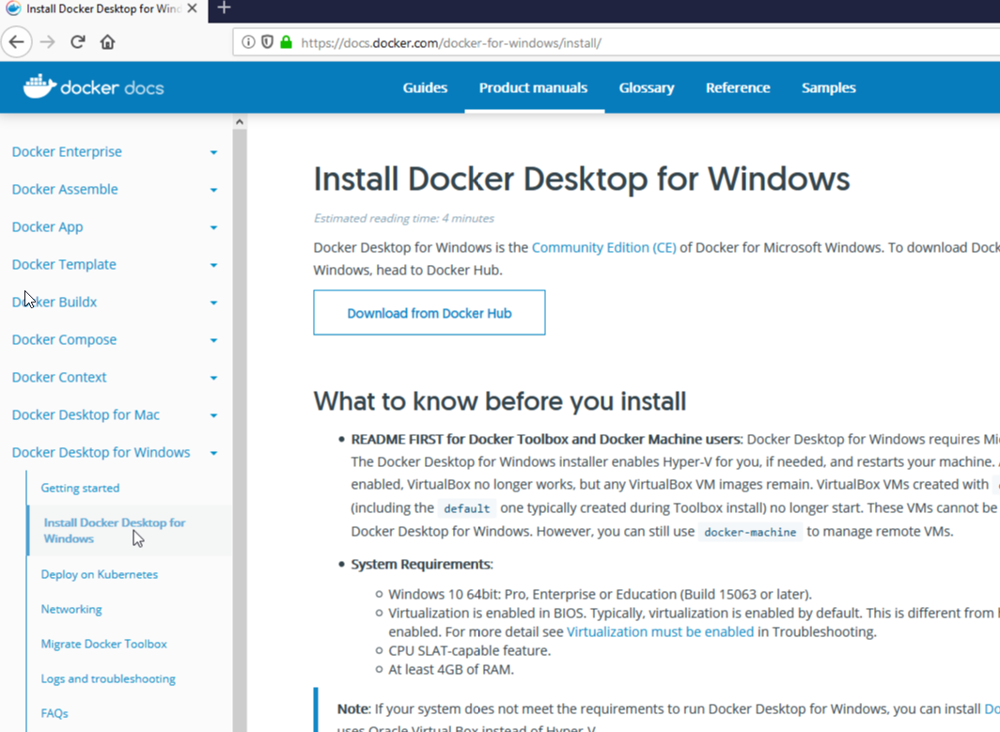 Install Docker Desktop for Wind
https://docs.docker.com/docker-for-windows/install/
docker docs
Guides
Product manuals
Glossary
Reference
Samples
Docker Enterprise
Docker Assemble
Docker App
Docker Template
Docker Buildx
Docker Compose
Docker Context
Docker Desktop for Mac
Docker Desktop for Windows
Getting started
Install Docker Desktop for
Windows
Deploy on Kubernetes
Networking
Migrate Docker Toolbox
Logs and troubleshooting
FAQs
Install Docker Desktop for Windows
Estimated reading time: 4 minutes
Docker Desktop for Windows is the Community Edition (CE) of Docker for Microsoft Windows. To download Dock
Windows, head to Docker Hub.
Download from Docker Hub
What to know before you install
• README FIRST for Docker Toolbox and Docker Machine users: Docker Desktop for Windows requires Mi
The Docker Desktop for Windows installer enables Hyper-V for you, if needed, and restarts your machine.
enabled, VirtualBox no longer works, but any VirtualBox VM images remain. VirtualBox VMs created with
(including the default one typically created during Toolbox install) no longer start. These VMs cannot be
Docker Desktop for Windows. However, you can still use docker-machine to manage remote VMs.
• System Requirements:
Windows 10 64bit: Pro, Enterprise or Education (Build 15063 or later).
Virtualization is enabled in BIOS. Typically, virtualization is enabled by default. This is different from
enabled. For more detail see Virtualization must be enabled in Troubleshooting.
CPU SLAT-capable feature.
At least 4GB of RAM.
Note: If your system does not meet the requirements to run Docker Desktop for Windows, you can install Do
uses Oracle Virtual Box instead of Hyper-V.